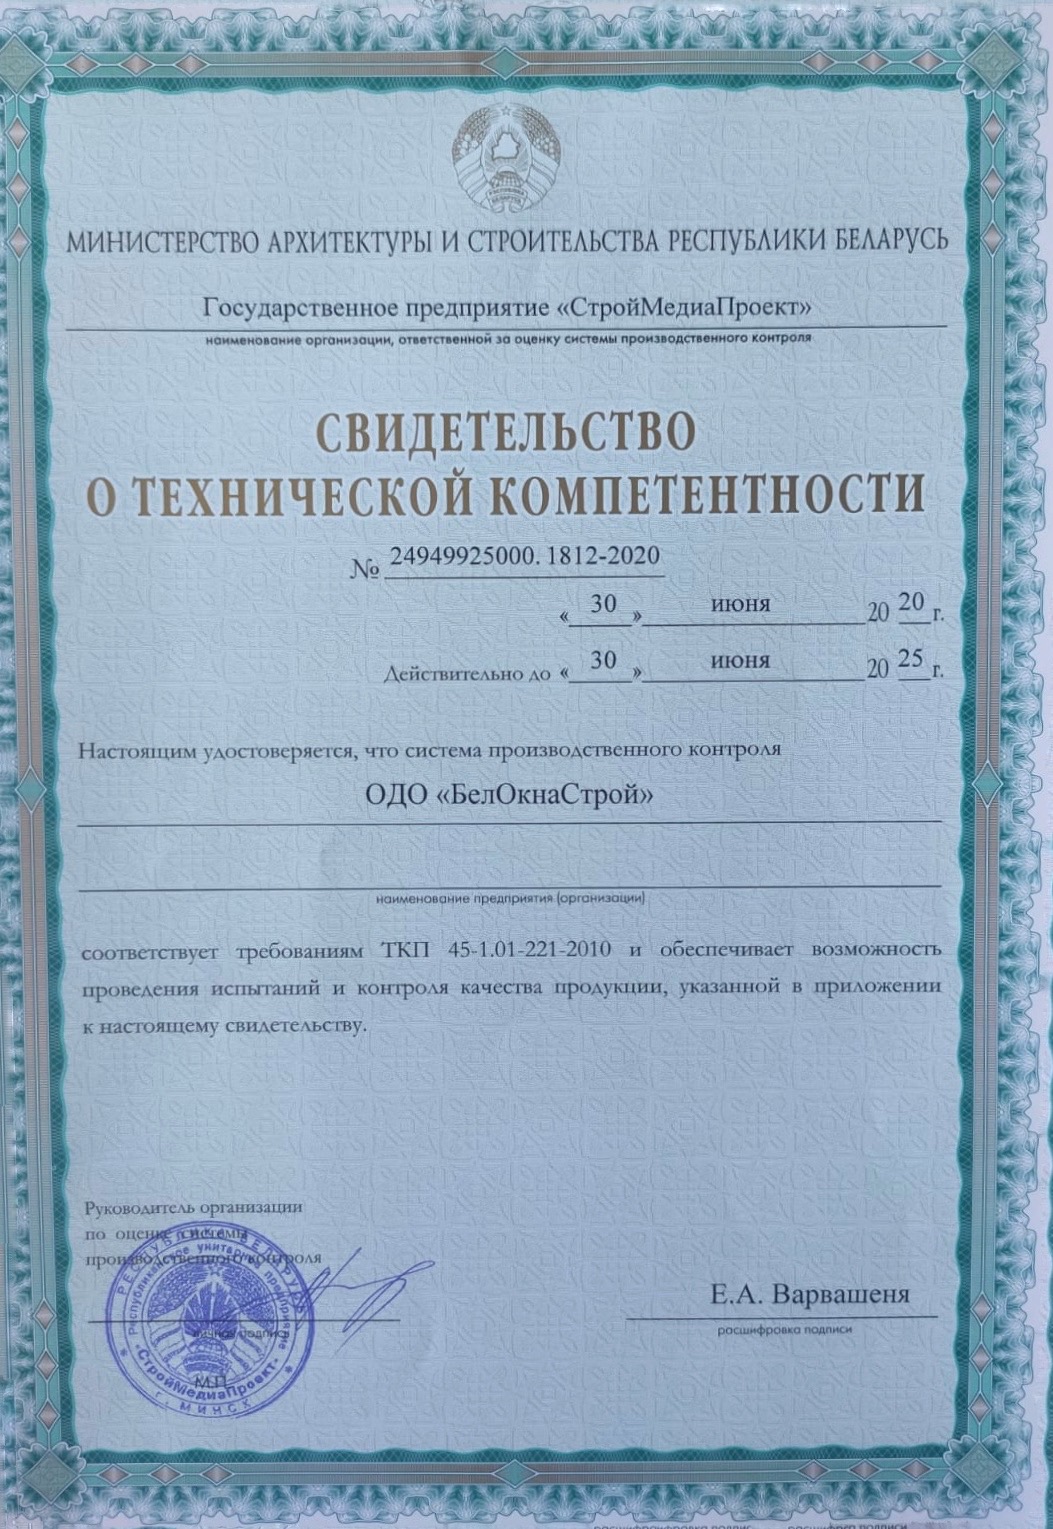 МИНИСТЕРСТВО АРХИТЕКТУРЫ И СТРОИТЕЛЬСТВА РЕСПУБЛИКИ БЕЛАРУСЬ
Государственное предприятие «СтройМедиаПроект»
наименование организации, ответственной за оценку системы производственного контроля
СВИДЕТЕЛЬСТВО
О ТЕХНИЧЕСКОЙ КОМПЕТЕНТНОСТИ
№ 24949925000. 1812-2020
« 30 » июня 20 20 г.
Действительно до « 30 » июня 20 25 г.
Настоящим удостоверяется, что система производственного контроля
ОДО «БелОкнаСтрой»
наименование предприятия (организации)
соответствует требованиям ТКП 45-1.01-221-2010 и обеспечивает возможность
проведения испытаний и контроля качества продукции, указанной в приложении
к настоящему свидетельству.
Руководитель организации
по оценке системы
производственного контроля
личная подпись
Е.А. Варвашеня
расшифровка подписи
М.П.
РЕСПУБЛИКА БЕЛАРУСЬ
Республиканское унитарное предприятие
«СтройМедиаПроект»
г. МИНСК